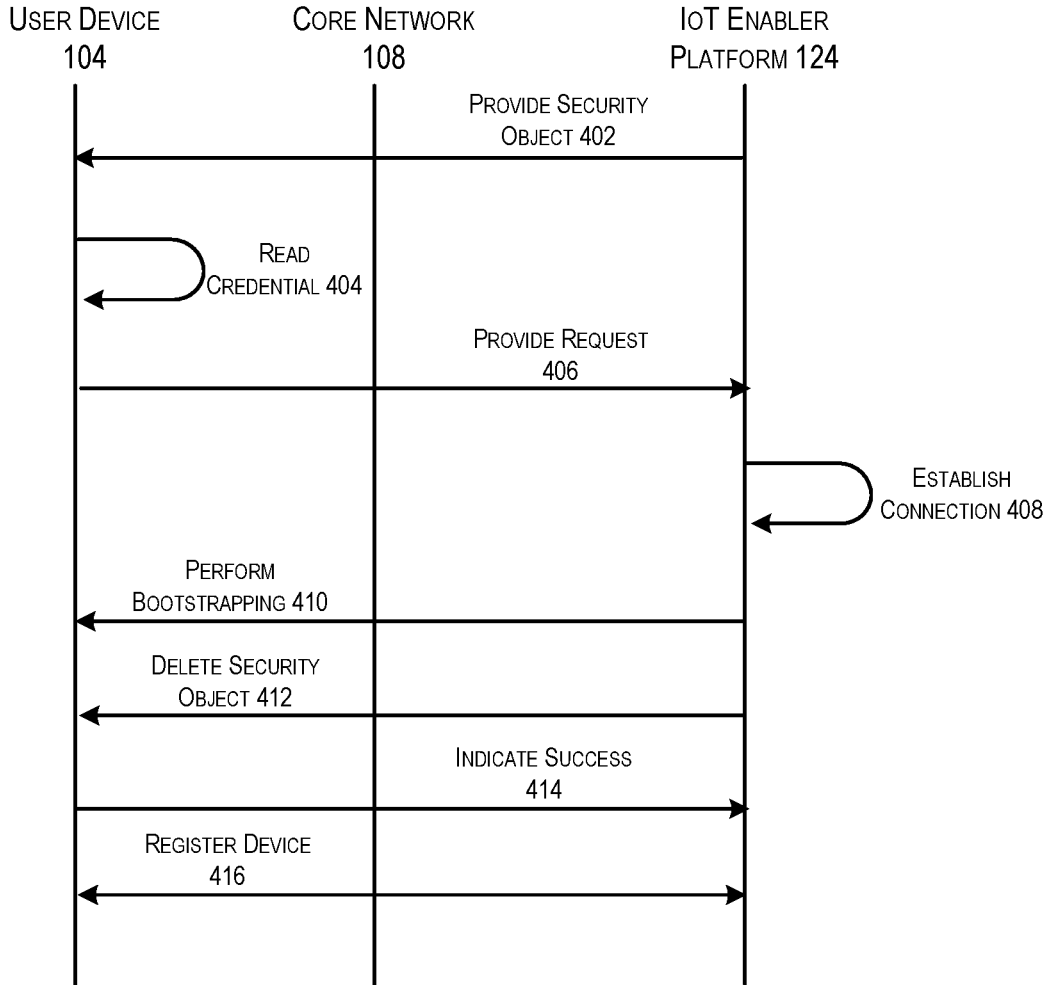 USER DEVICE
104
CORE NETWORK
108
IOT ENABLER
PLATFORM 124
PROVIDE SECURITY
OBJECT 402
READ
CREDENTIAL 404
PROVIDE REQUEST
406
ESTABLISH
CONNECTION 408
PERFORM
BOOTSTRAPPING 410
DELETE SECURITY
OBJECT 412
INDICATE SUCCESS
414
REGISTER DEVICE
416